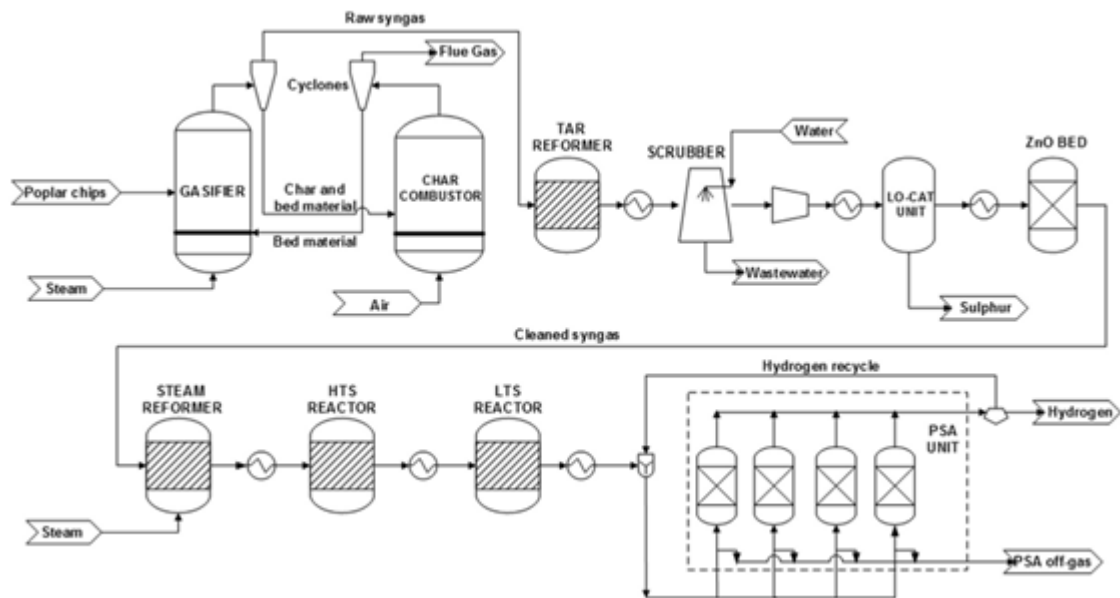 Raw syngas
Flue Gas
Cyclones
TAR
REFORMER
SCRUBBER
Water
ZnO BED
Poplar chips
GASIFIER
Char and
bed material
CHAR
COMBUSTOR
LO-CAT
UNIT
Bed material
Steam
Air
Wastewater
Sulphur
Cleaned syngas
STEAM
REFORMER
HTS
REACTOR
LTS
REACTOR
Hydrogen recycle
Hydrogen
PSA
UNIT
Steam
PSA off-gas